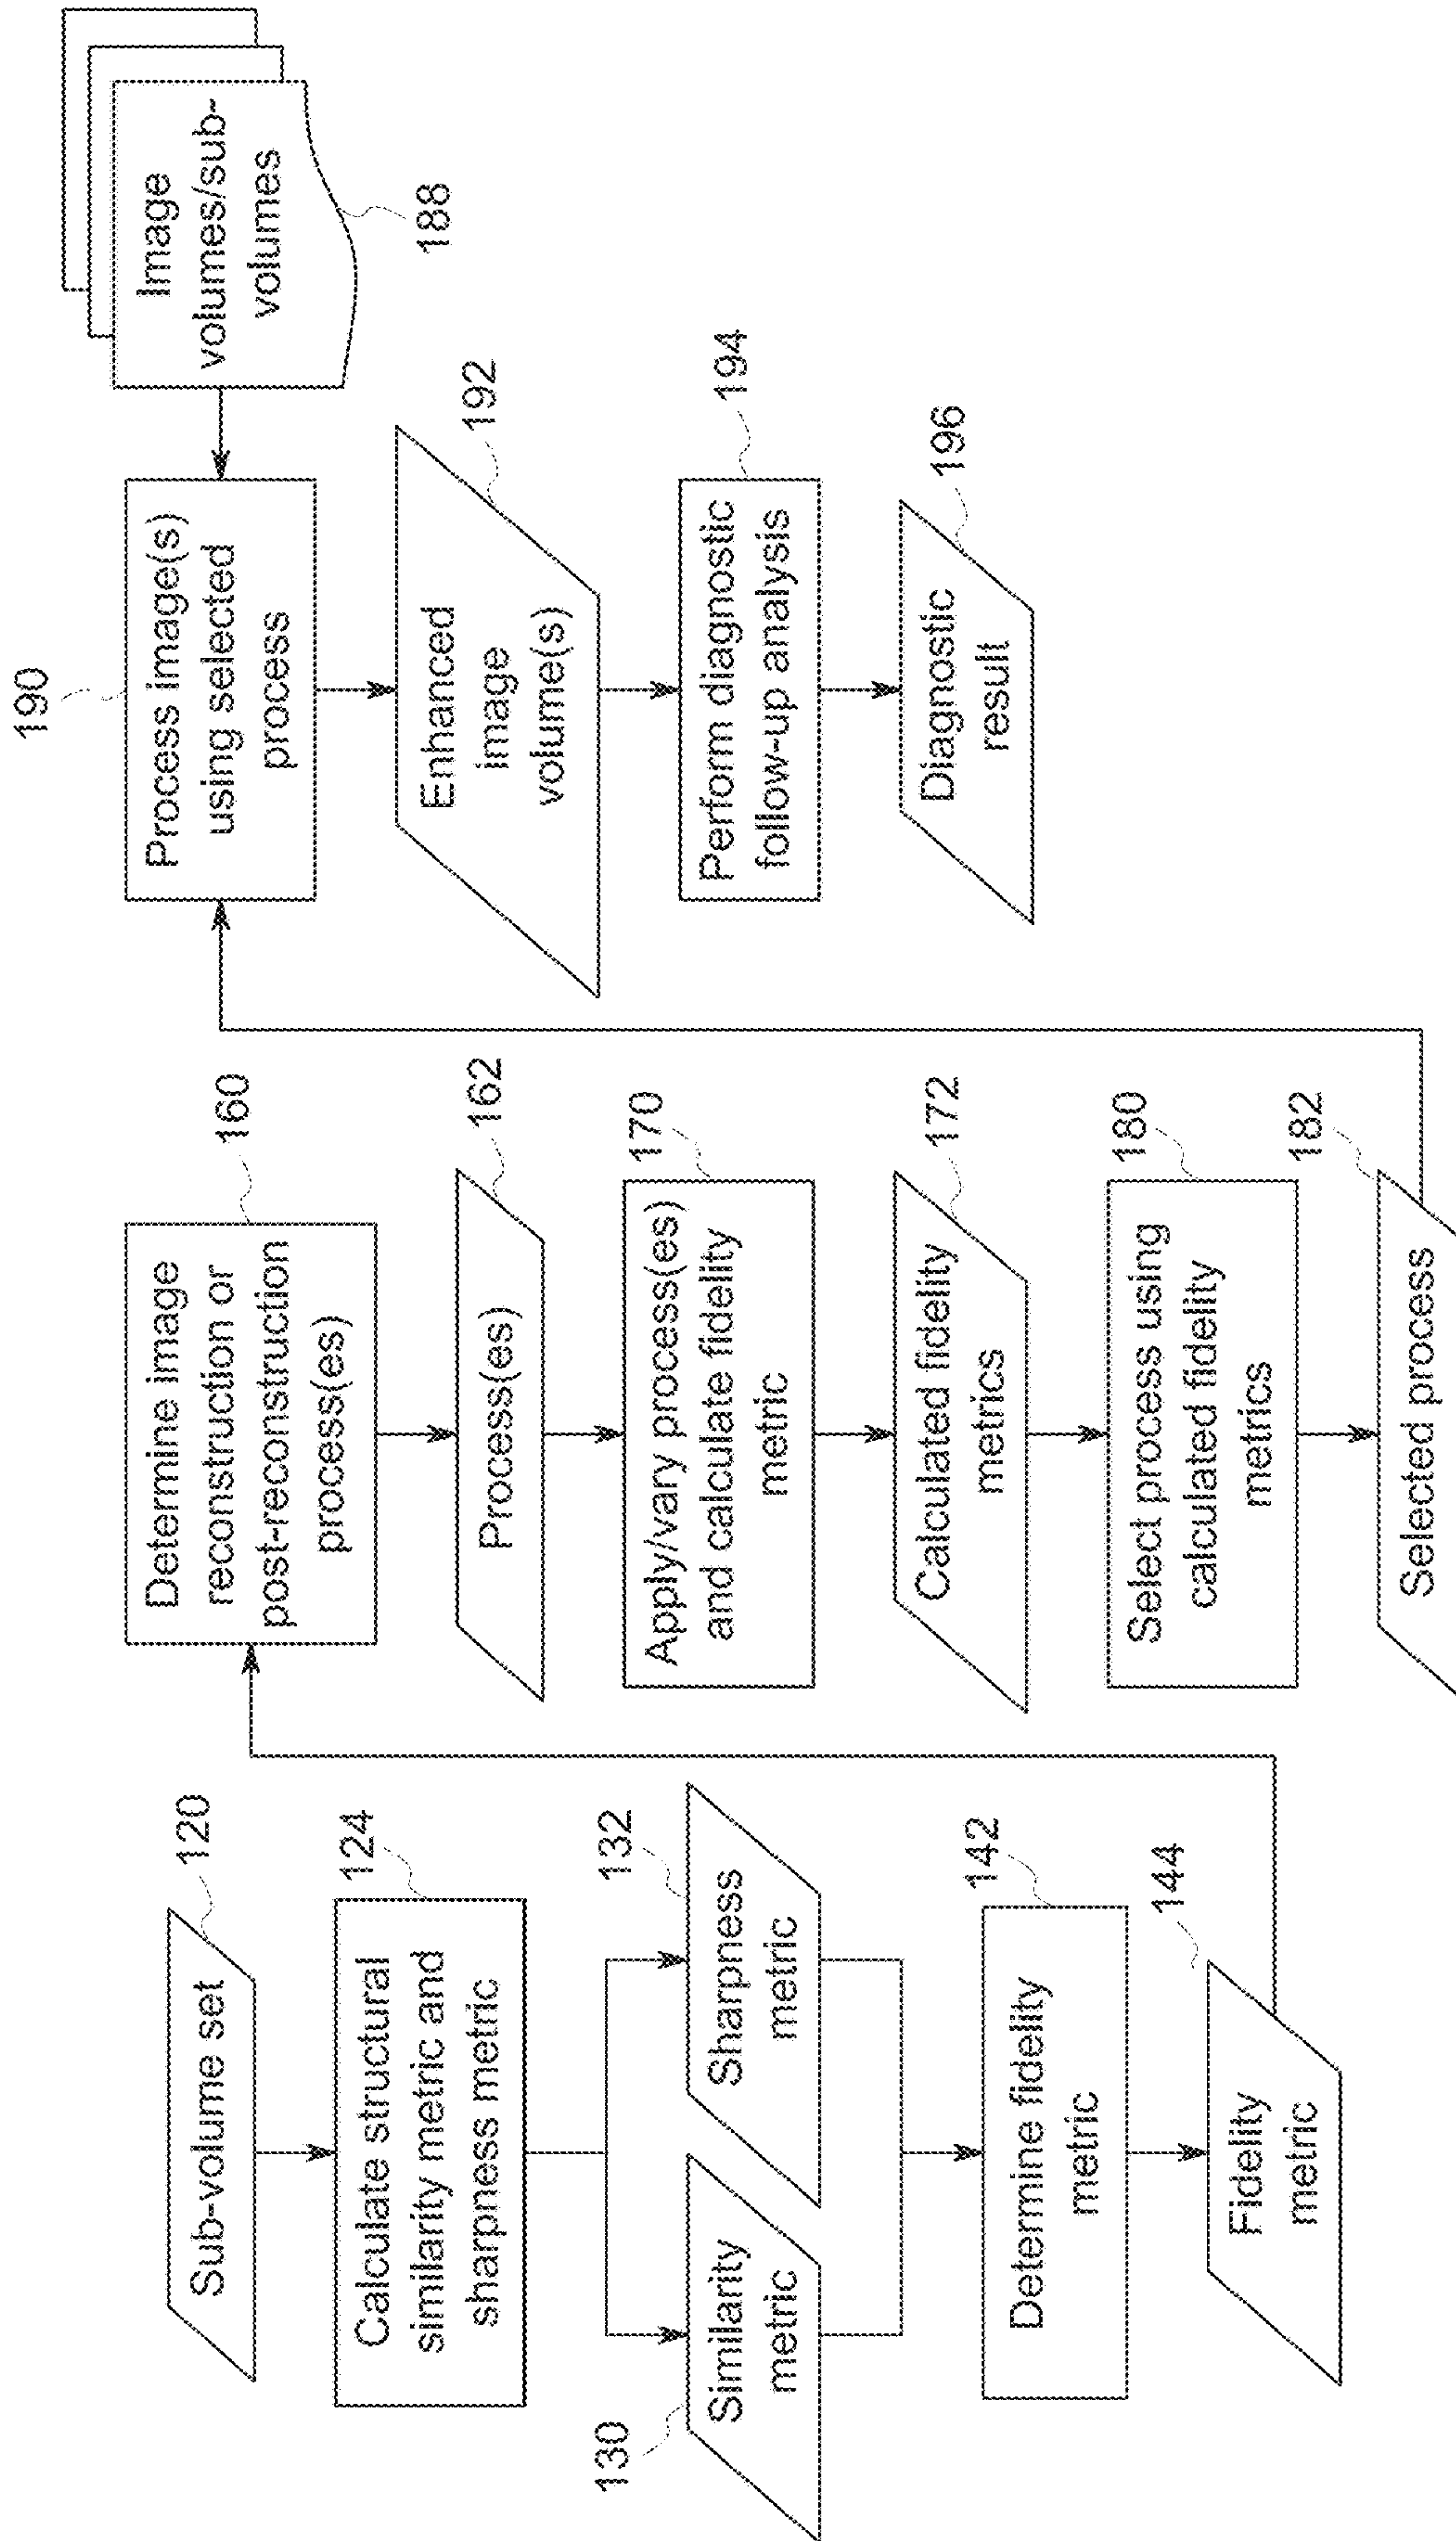 Sub-volume set
120
Calculate structural
similarity metric and
sharpness metric
124
130
Similarity
metric
Sharpness
metric
132
Determine fidelity
metric
142
Fidelity
metric
144
Determine image
reconstruction or
post-reconstruction
process(es)
160
Process(es)
162
Apply/vary process(es)
and calculate fidelity
metric
170
Calculated fidelity
metrics
172
Select process using
calculated fidelity
metrics
180
Selected process
182
190
Process image(s)
using selected
process
Image
volumes/sub-
volumes
188
Enhanced
image
volume(s)
192
Perform diagnostic
follow-up analysis
194
Diagnostic
result
196